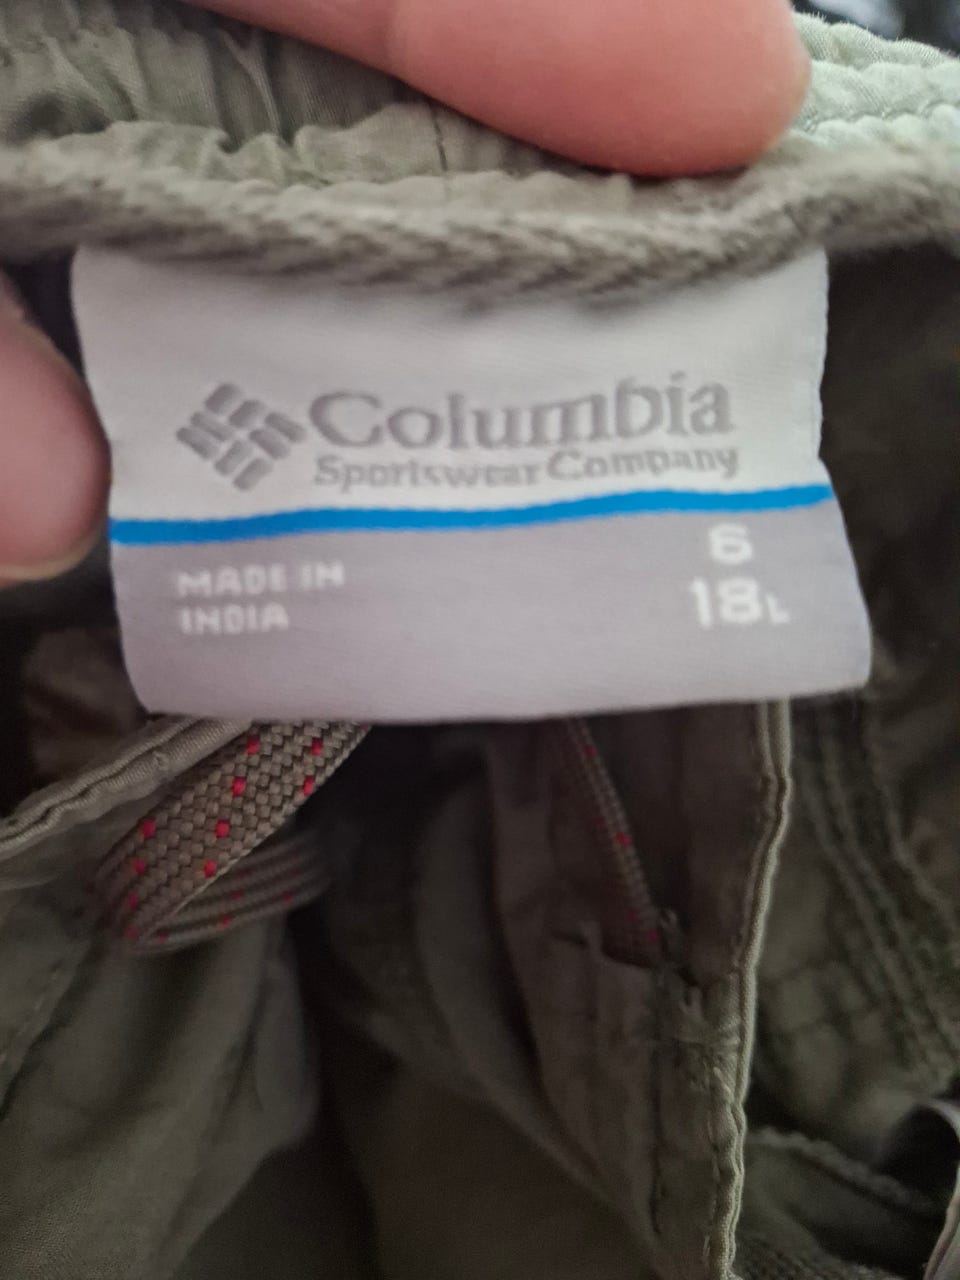 Columbia
Sportswear Company
6
MADE IN
18L
INDIA